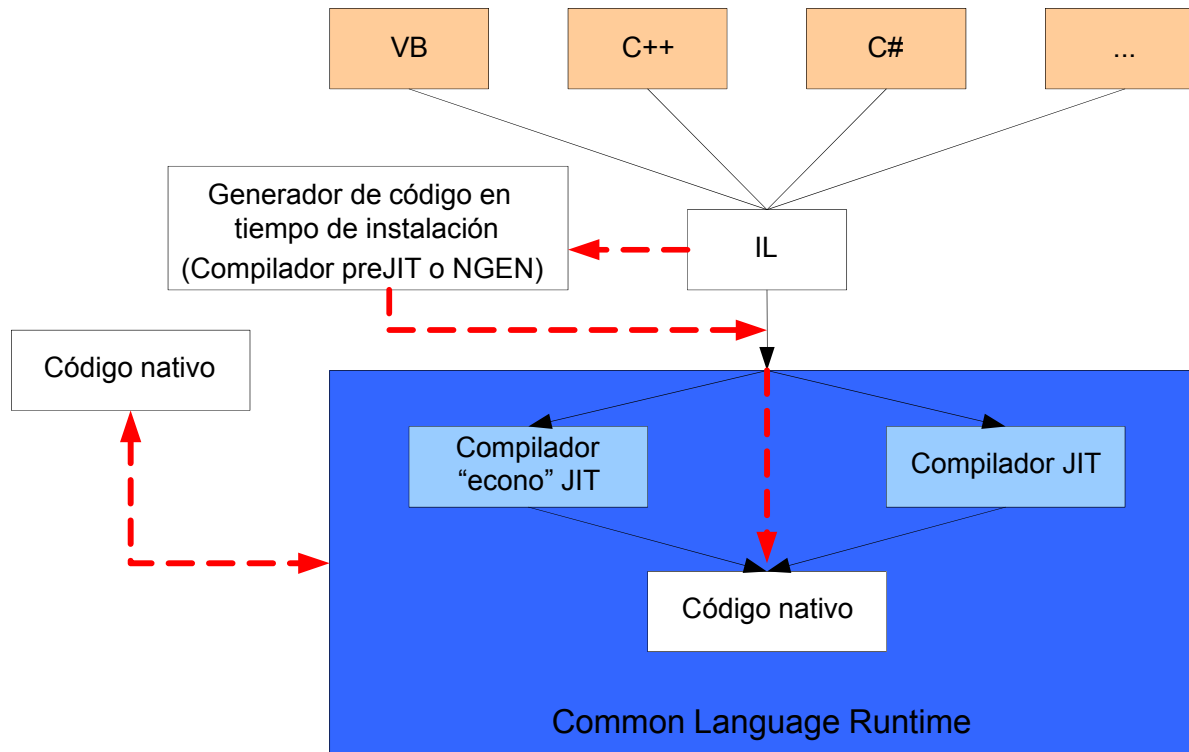 VB
C++
C#
...
Generador de código en
tiempo de instalación
(Compilador preJIT o NGEN)
IL
Código nativo
Compilador
“econo” JIT
Compilador JIT
Código nativo
Common Language Runtime